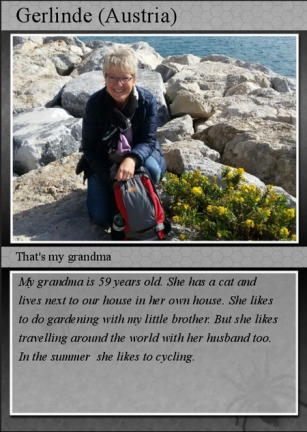 Gerlinde (Austria)
That's my grandma
My grandma is 59 years old. She has a cat and
lives next to our house in her own house. She likes
to do gardening with my little brother. But she likes
travelling around the world with her husband too.
In the summer she likes to cycling.